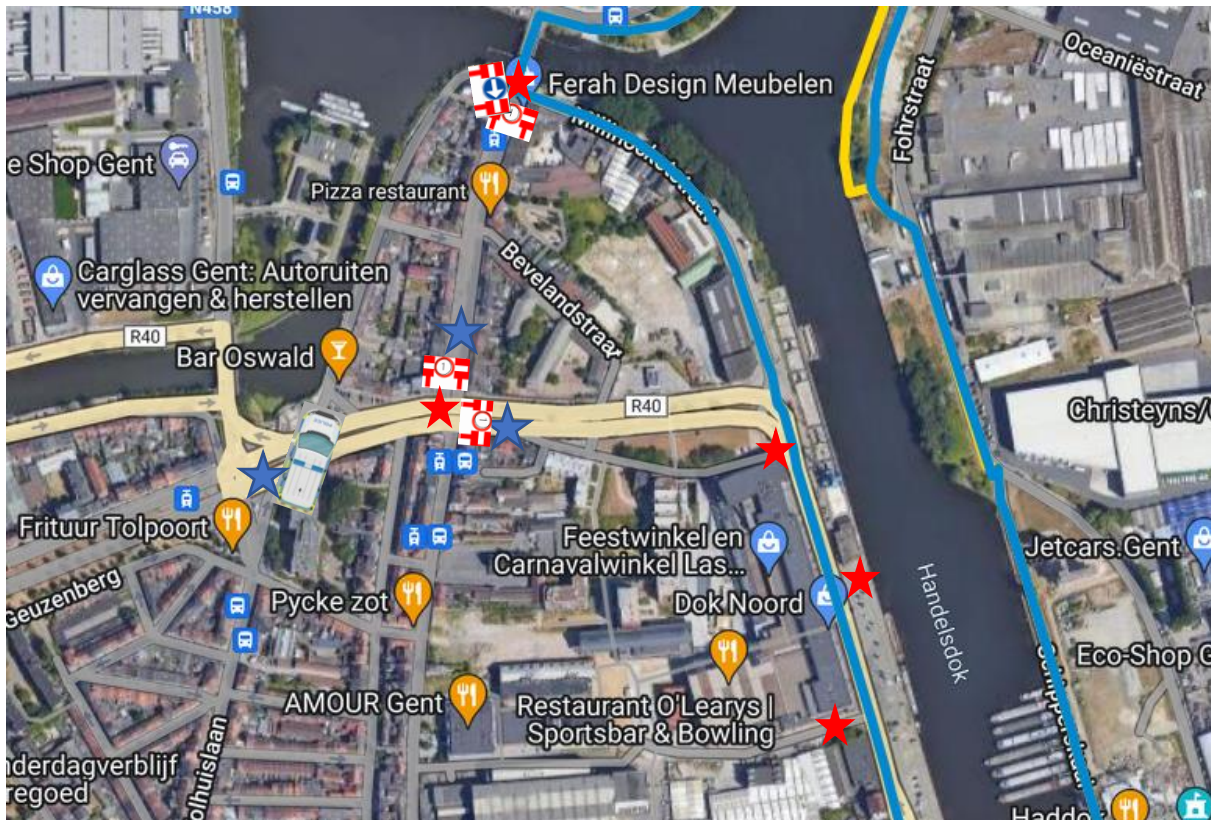 N458
Oceaniëstraat
Ferah Design Meubelen
Fohrstraat
e Shop Gent
Pizza restaurant
Bevelandstraat
Carglass Gent: Autoruiten
vervangen & herstellen
R40
Bar Oswald
R40
Christeyns/
Frituur Tolpoort
Feestwinkel en
Carnavalwinkel Las...
Jetcars.Gent
Geuzenberg
Pycke zot
Dok Noord
Handelsdok
Eco-Shop G
AMOUR Gent
Restaurant O'Learys |
Sportsbar & Bowling
nderdagverblijf
regoed
olhuislaan
Haddo